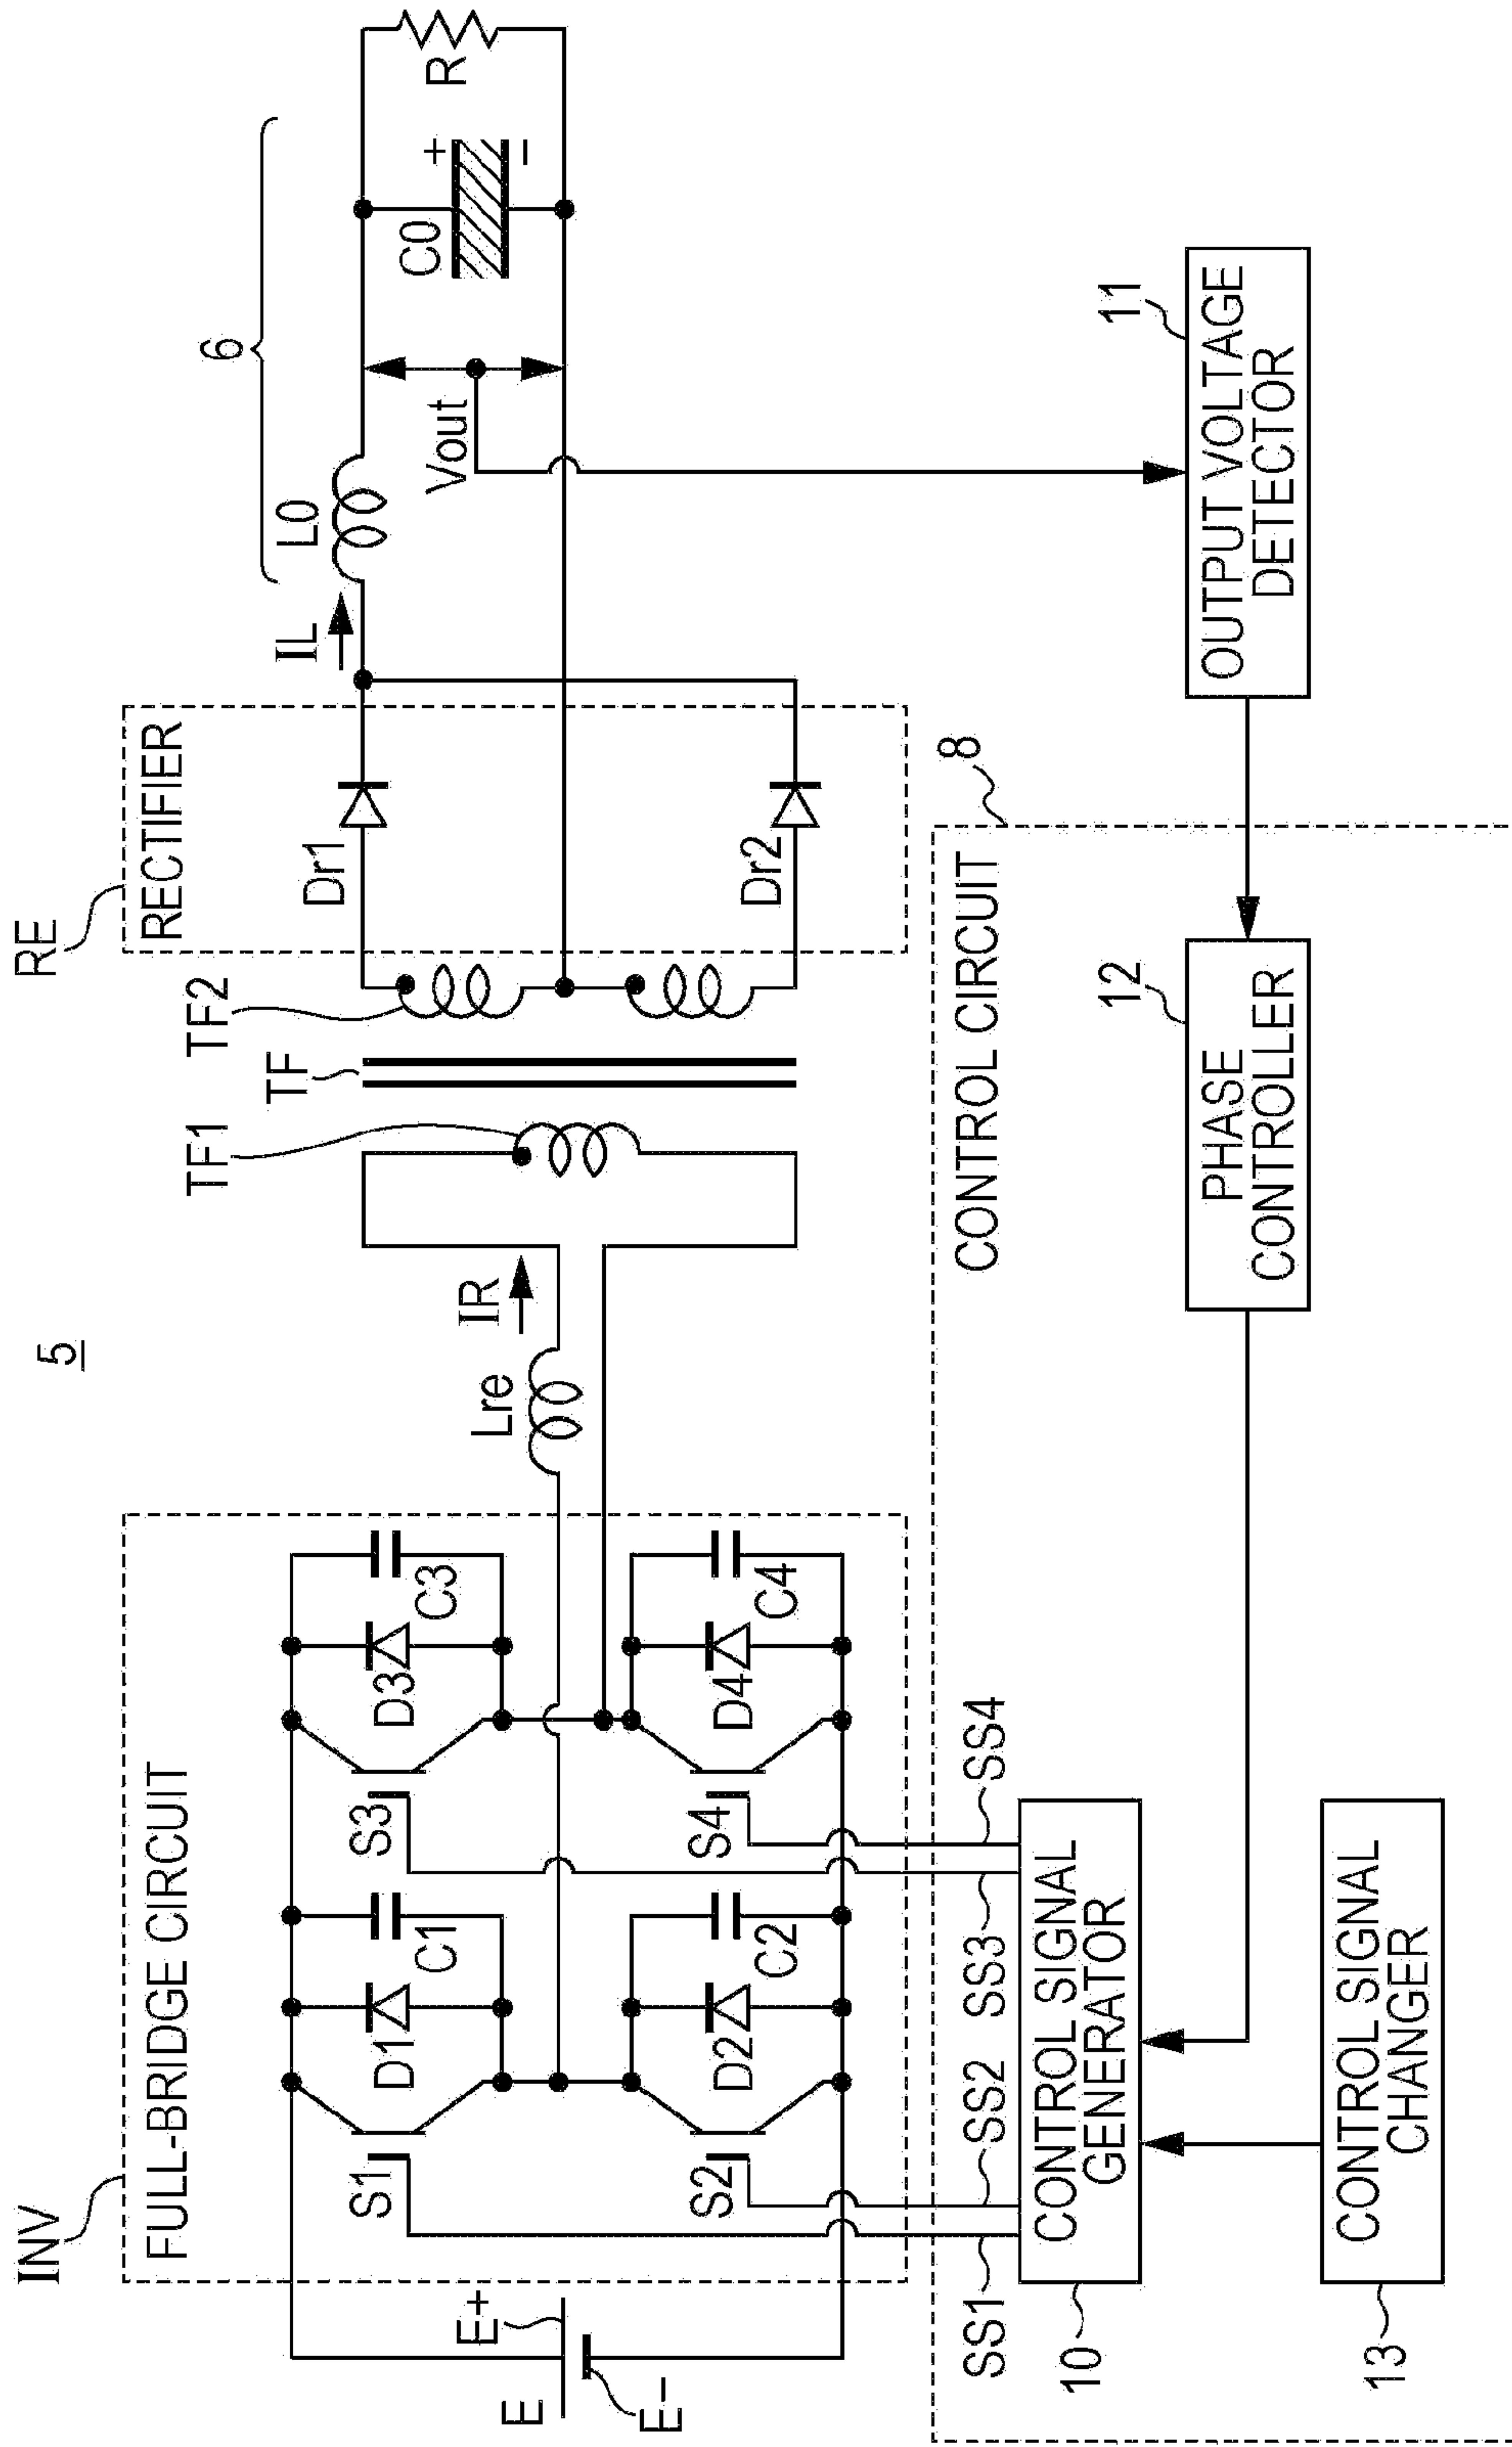 5
INV
FULL-BRIDGE CIRCUIT
RE
RECTIFIER
6
E
E+
E−
S1
D1
C1
S3
D3
C3
S2
D2
C2
S4
D4
C4
Lre
IR
TF1
TF
TF2
Dr1
Dr2
IL
L0
Vout
C0
+
−
R
SS1
SS2
SS3
SS4
CONTROL CIRCUIT
8
10
CONTROL SIGNAL
GENERATOR
12
PHASE
CONTROLLER
11
OUTPUT VOLTAGE
DETECTOR
13
CONTROL SIGNAL
CHANGER